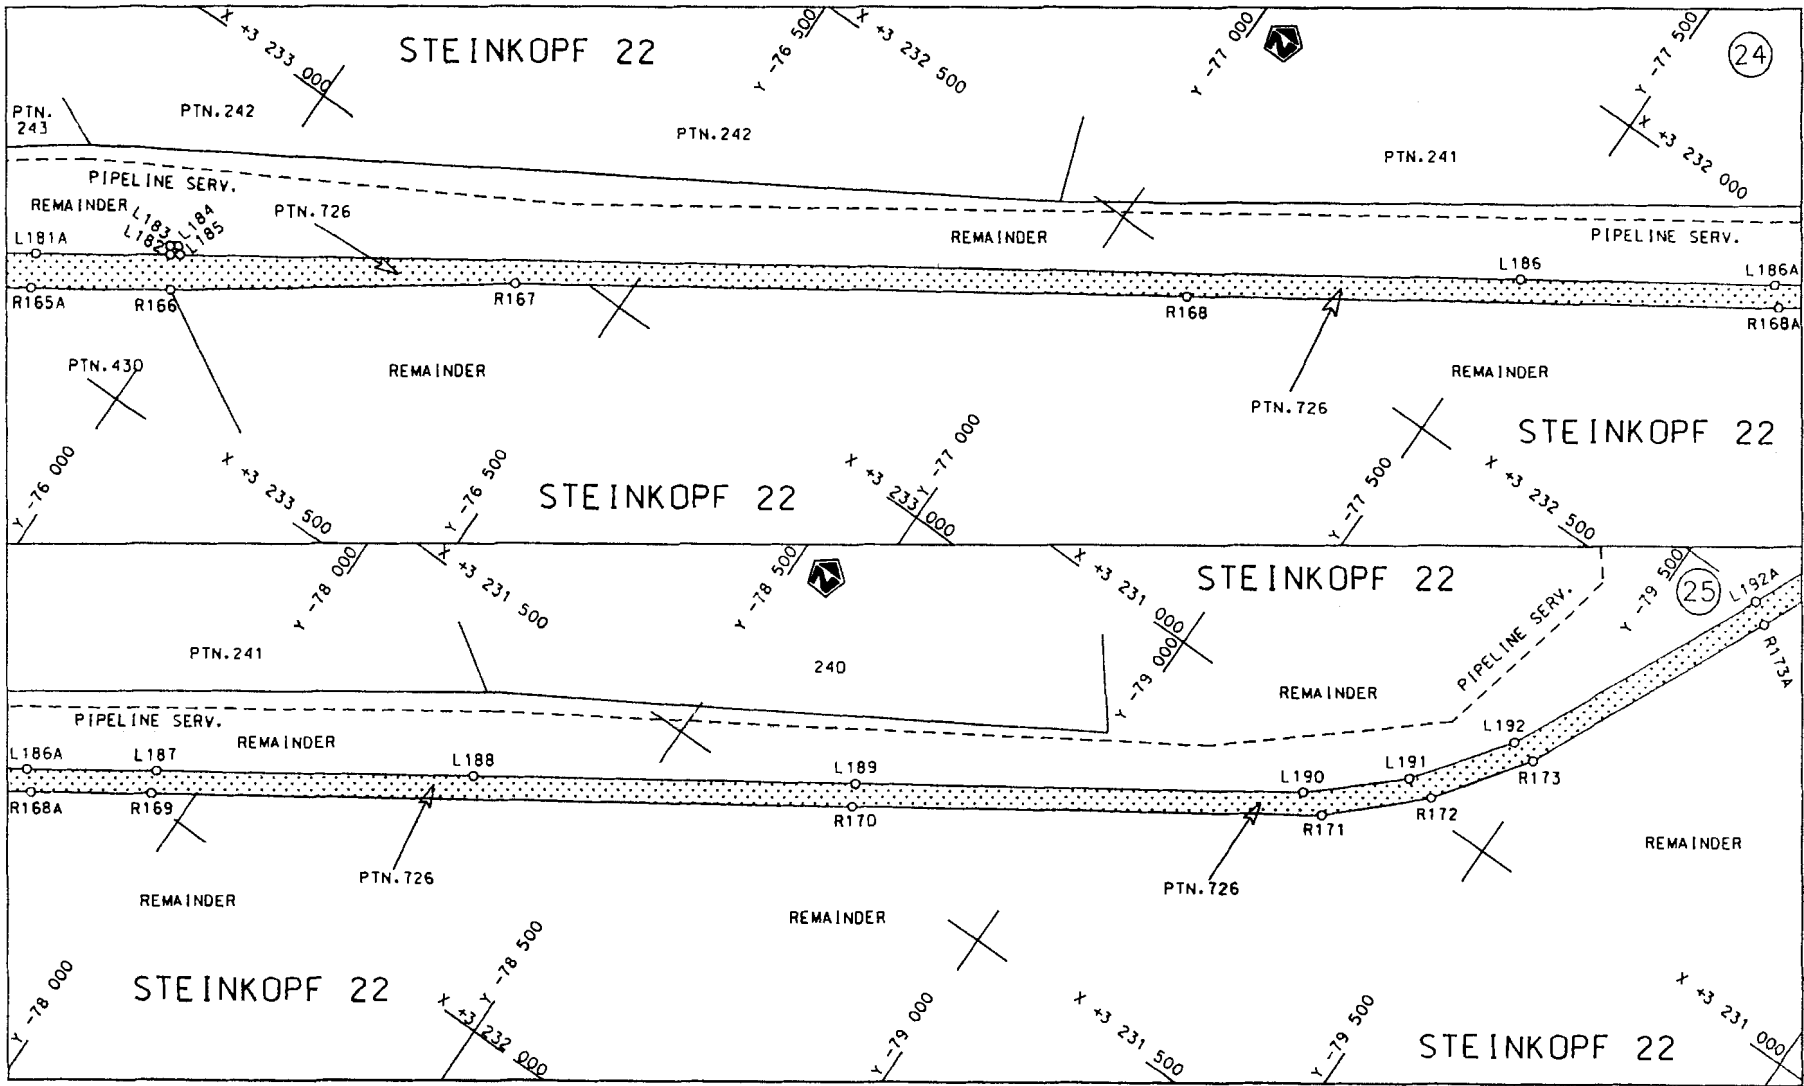 X +3 233 000
STEINKOPF 22
Y -76 500
X +3 232 500
Y -77 000
N
Y -77 500
24
PTN.
243
PTN.242
PTN.242
PTN.241
X +3 232 000
PIPELINE SERV.
REMAINDER
L183
L184
PTN.726
L181A
L182
L185
REMAINDER
PIPELINE SERV.
L186
L186A
R165A
R166
R167
R168
R168A
PTN.430
REMAINDER
REMAINDER
PTN.726
STEINKOPF 22
Y -76 000
X +3 233 500
Y -76 500
STEINKOPF 22
X +3 233 000
Y -77 000
Y -77 500
X +3 232 500
Y -78 000
X +3 231 500
Y -78 500
N
X +3 231 000
STEINKOPF 22
Y -79 500
25
L192A
PTN.241
240
Y -79 000
PIPELINE SERV.
R173A
PIPELINE SERV.
REMAINDER
REMAINDER
L186A
L187
L188
L189
L190
L191
L192
R168A
R169
R170
R171
R172
R173
PTN.726
PTN.726
REMAINDER
REMAINDER
REMAINDER
Y -78 000
STEINKOPF 22
X +3 232 000
Y -78 500
Y -79 000
X +3 231 500
Y -79 500
STEINKOPF 22
X +3 231 000